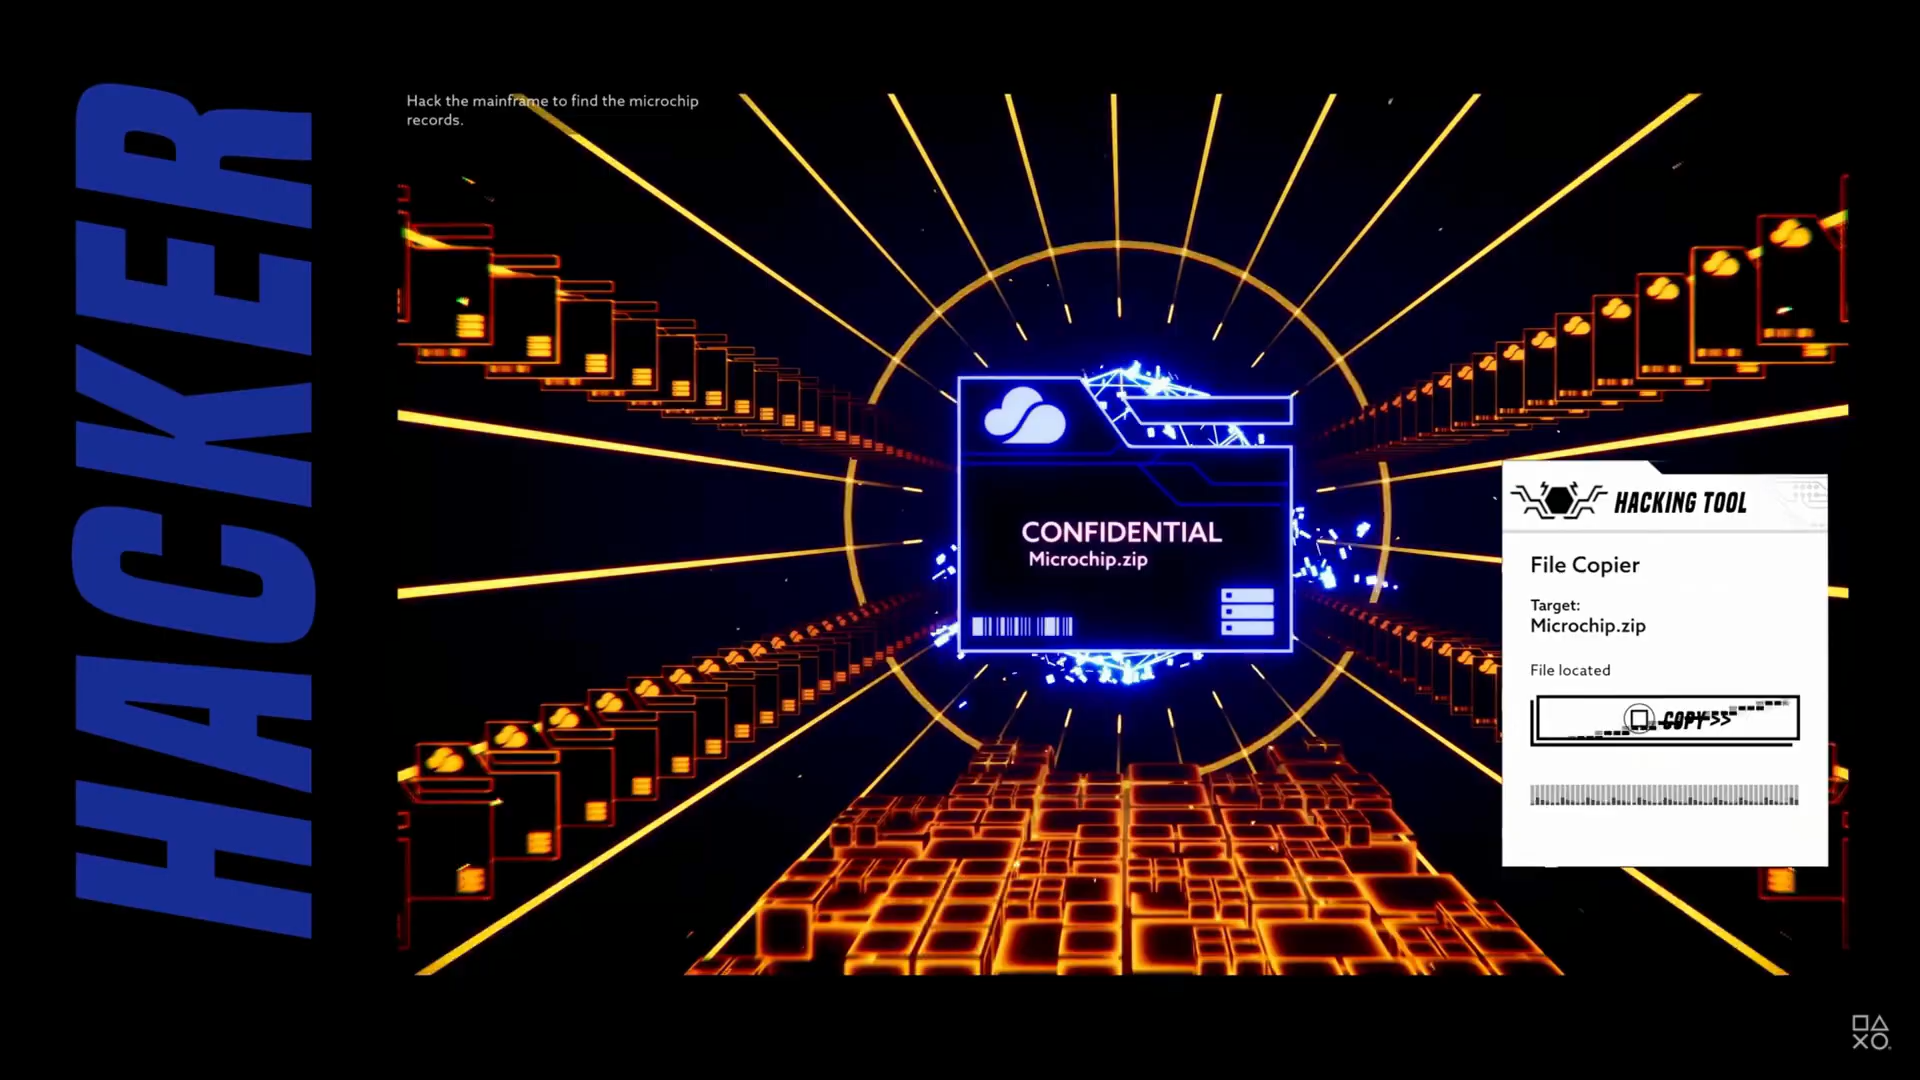 HACKER
Hack the mainframe to find the microchip
records.
CONFIDENTIAL
Microchip.zip
HACKING TOOL
File Copier
Target:
Microchip.zip
File located
COPY >>